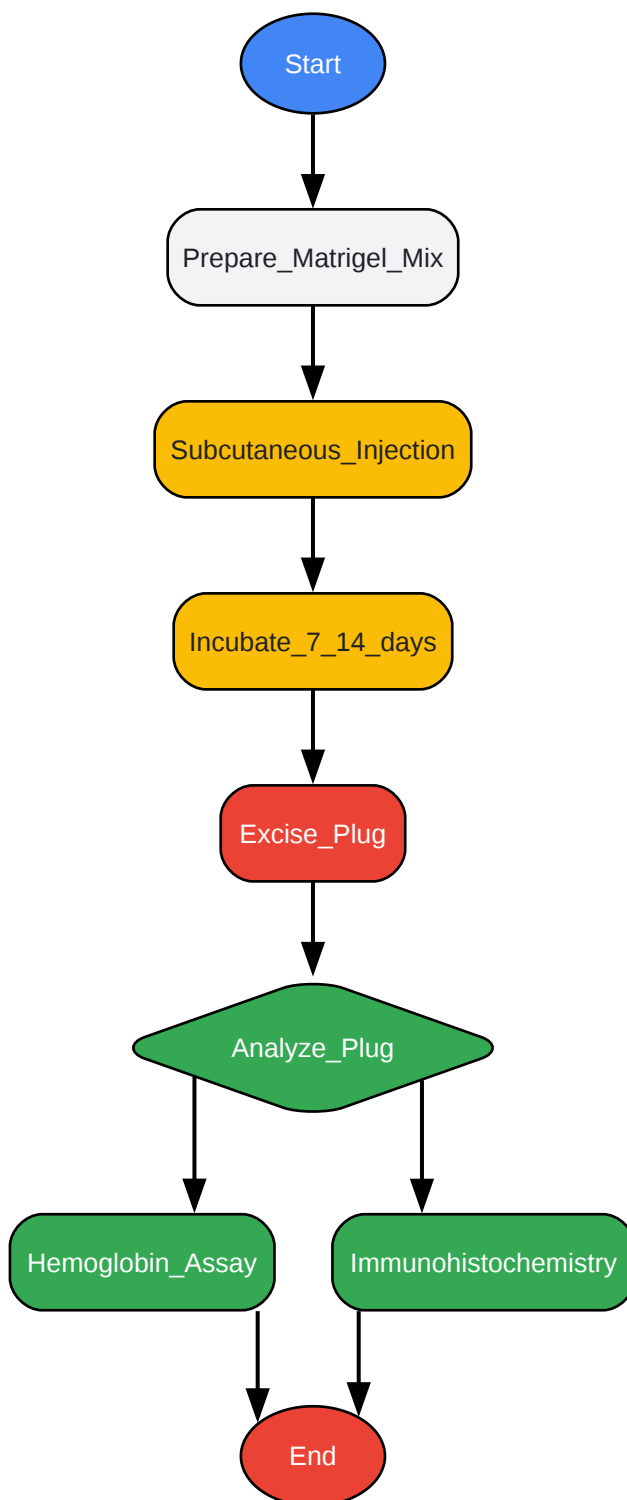 Start
Prepare_Matrigel_Mix
Subcutaneous_Injection
Incubate_7_14_days
Excise_Plug
Analyze_Plug
Hemoglobin_Assay
Immunohistochemistry
End